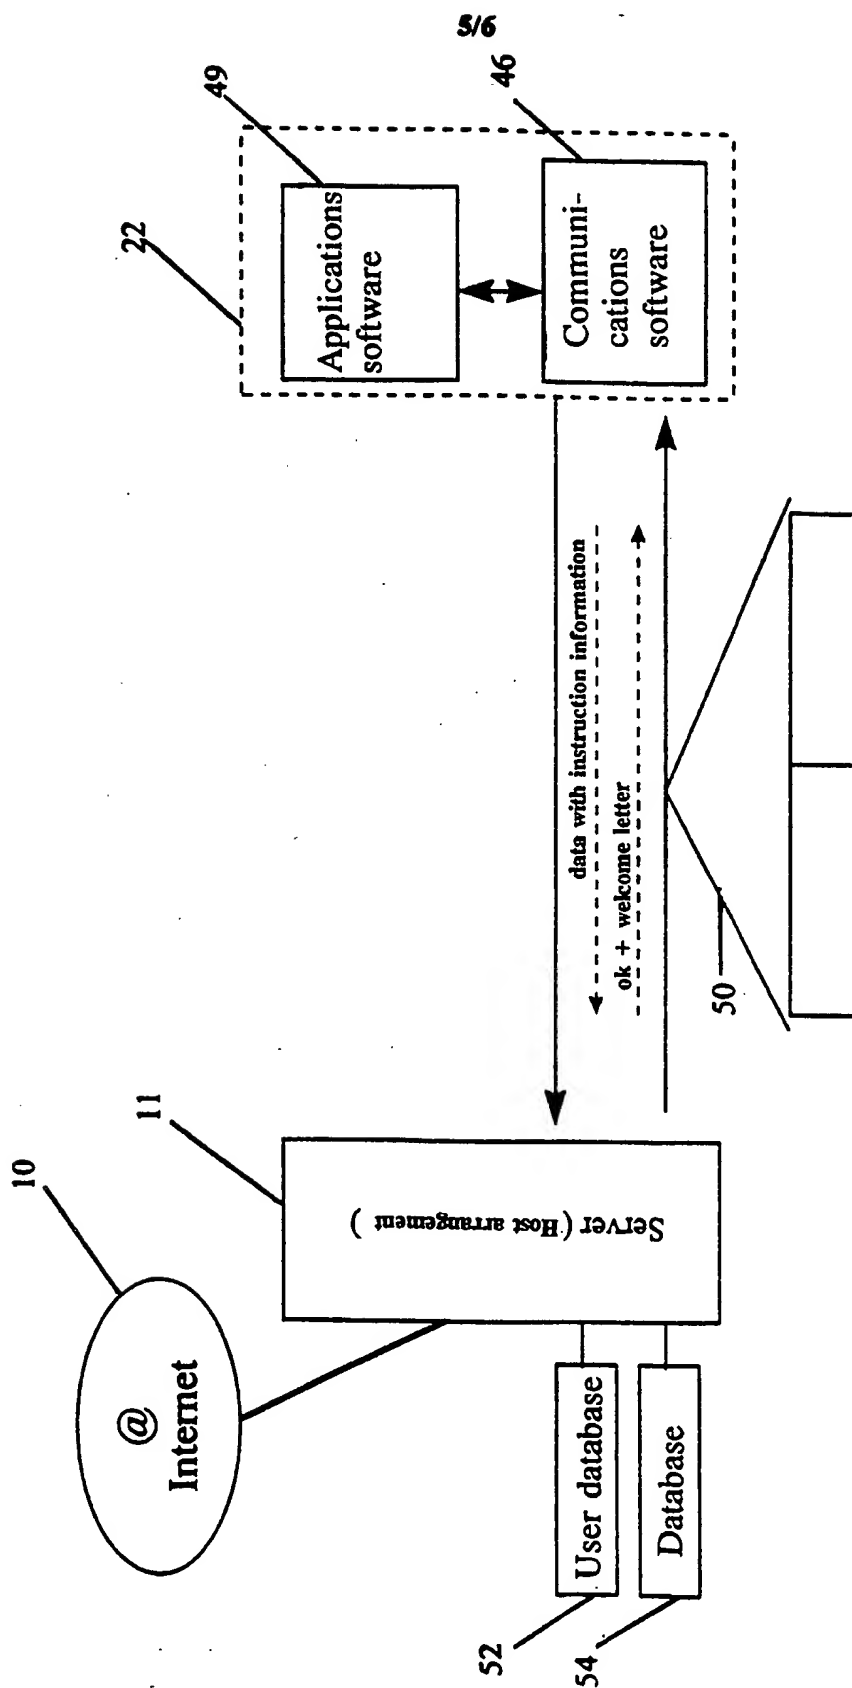 5/6
10
@
Internet
11
Server (Host arrangement)
52
User database
54
Database
data with instruction information
ok + welcome letter
50
22
49
Applications
software
46
Communi-
cations
software